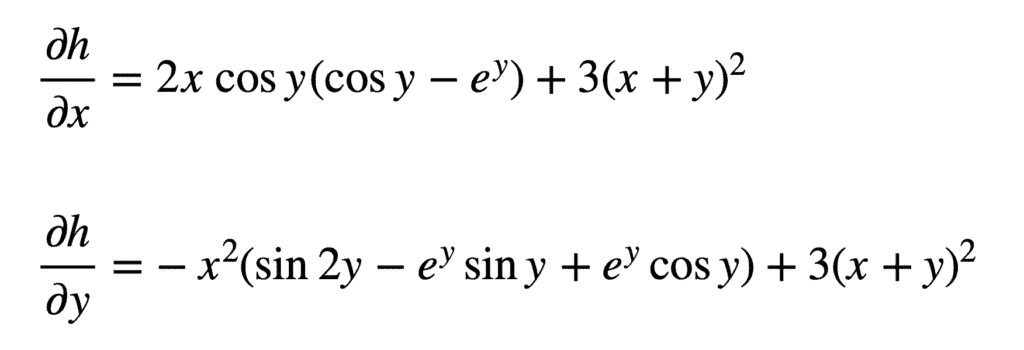 ∂h/∂x = 2x cos y(cos y − e^y) + 3(x + y)^2
∂h/∂y = − x^2(sin 2y − e^y sin y + e^y cos y) + 3(x + y)^2